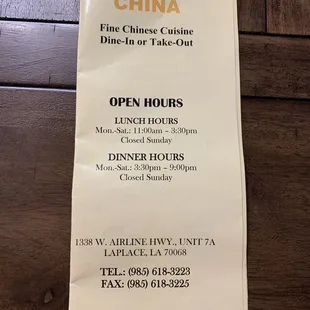 CHINA
Fine Chinese Cuisine
Dine-In or Take-Out
OPEN HOURS
LUNCH HOURS
Mon.-Sat.: 11:00am – 3:30pm
Closed Sunday
DINNER HOURS
Mon.-Sat.: 3:30pm – 9:00pm
Closed Sunday
1338 W. AIRLINE HWY., UNIT 7A
LAPLACE, LA 70068
TEL.: (985) 618-3223
FAX: (985) 618-3225